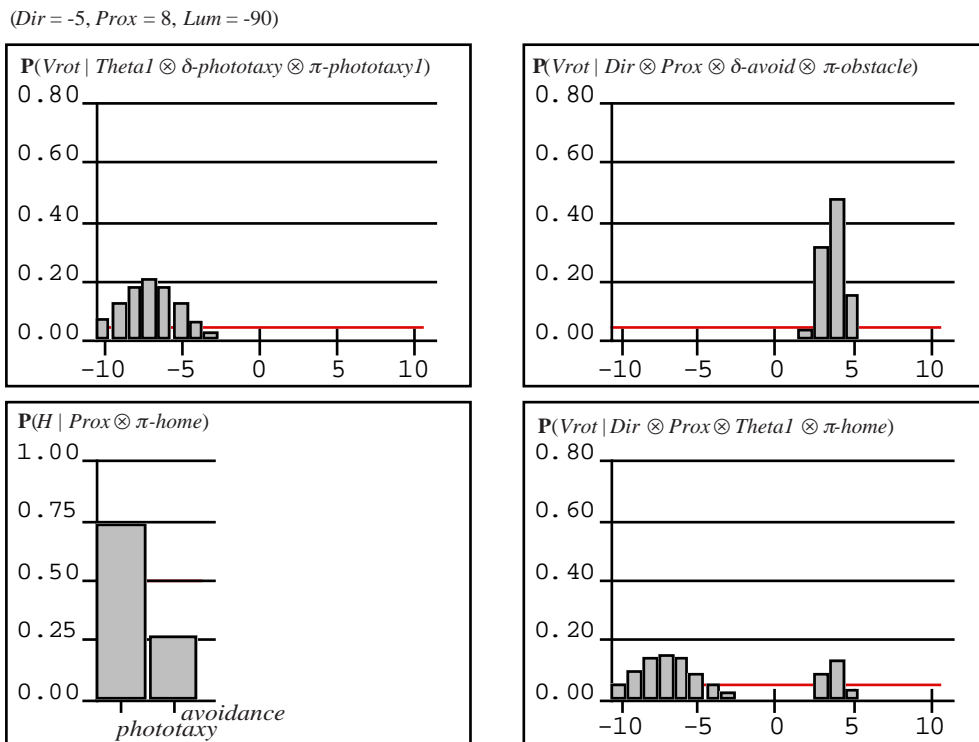 (Dir = -5, Prox = 8, Lum = -90)
P(Vrot | Theta1 ⊗ δ-phototaxy ⊗ π-phototaxy1)
0.80
0.60
0.40
0.20
0.00
-10 -5 0 5 10
P(Vrot | Dir ⊗ Prox ⊗ δ-avoid ⊗ π-obstacle)
0.80
0.60
0.40
0.20
0.00
-10 -5 0 5 10
P(H | Prox ⊗ π-home)
1.00
0.75
0.50
0.25
0.00
avoidance
phototaxy
P(Vrot | Dir ⊗ Prox ⊗ Theta1 ⊗ π-home)
0.80
0.60
0.40
0.20
0.00
-10 -5 0 5 10